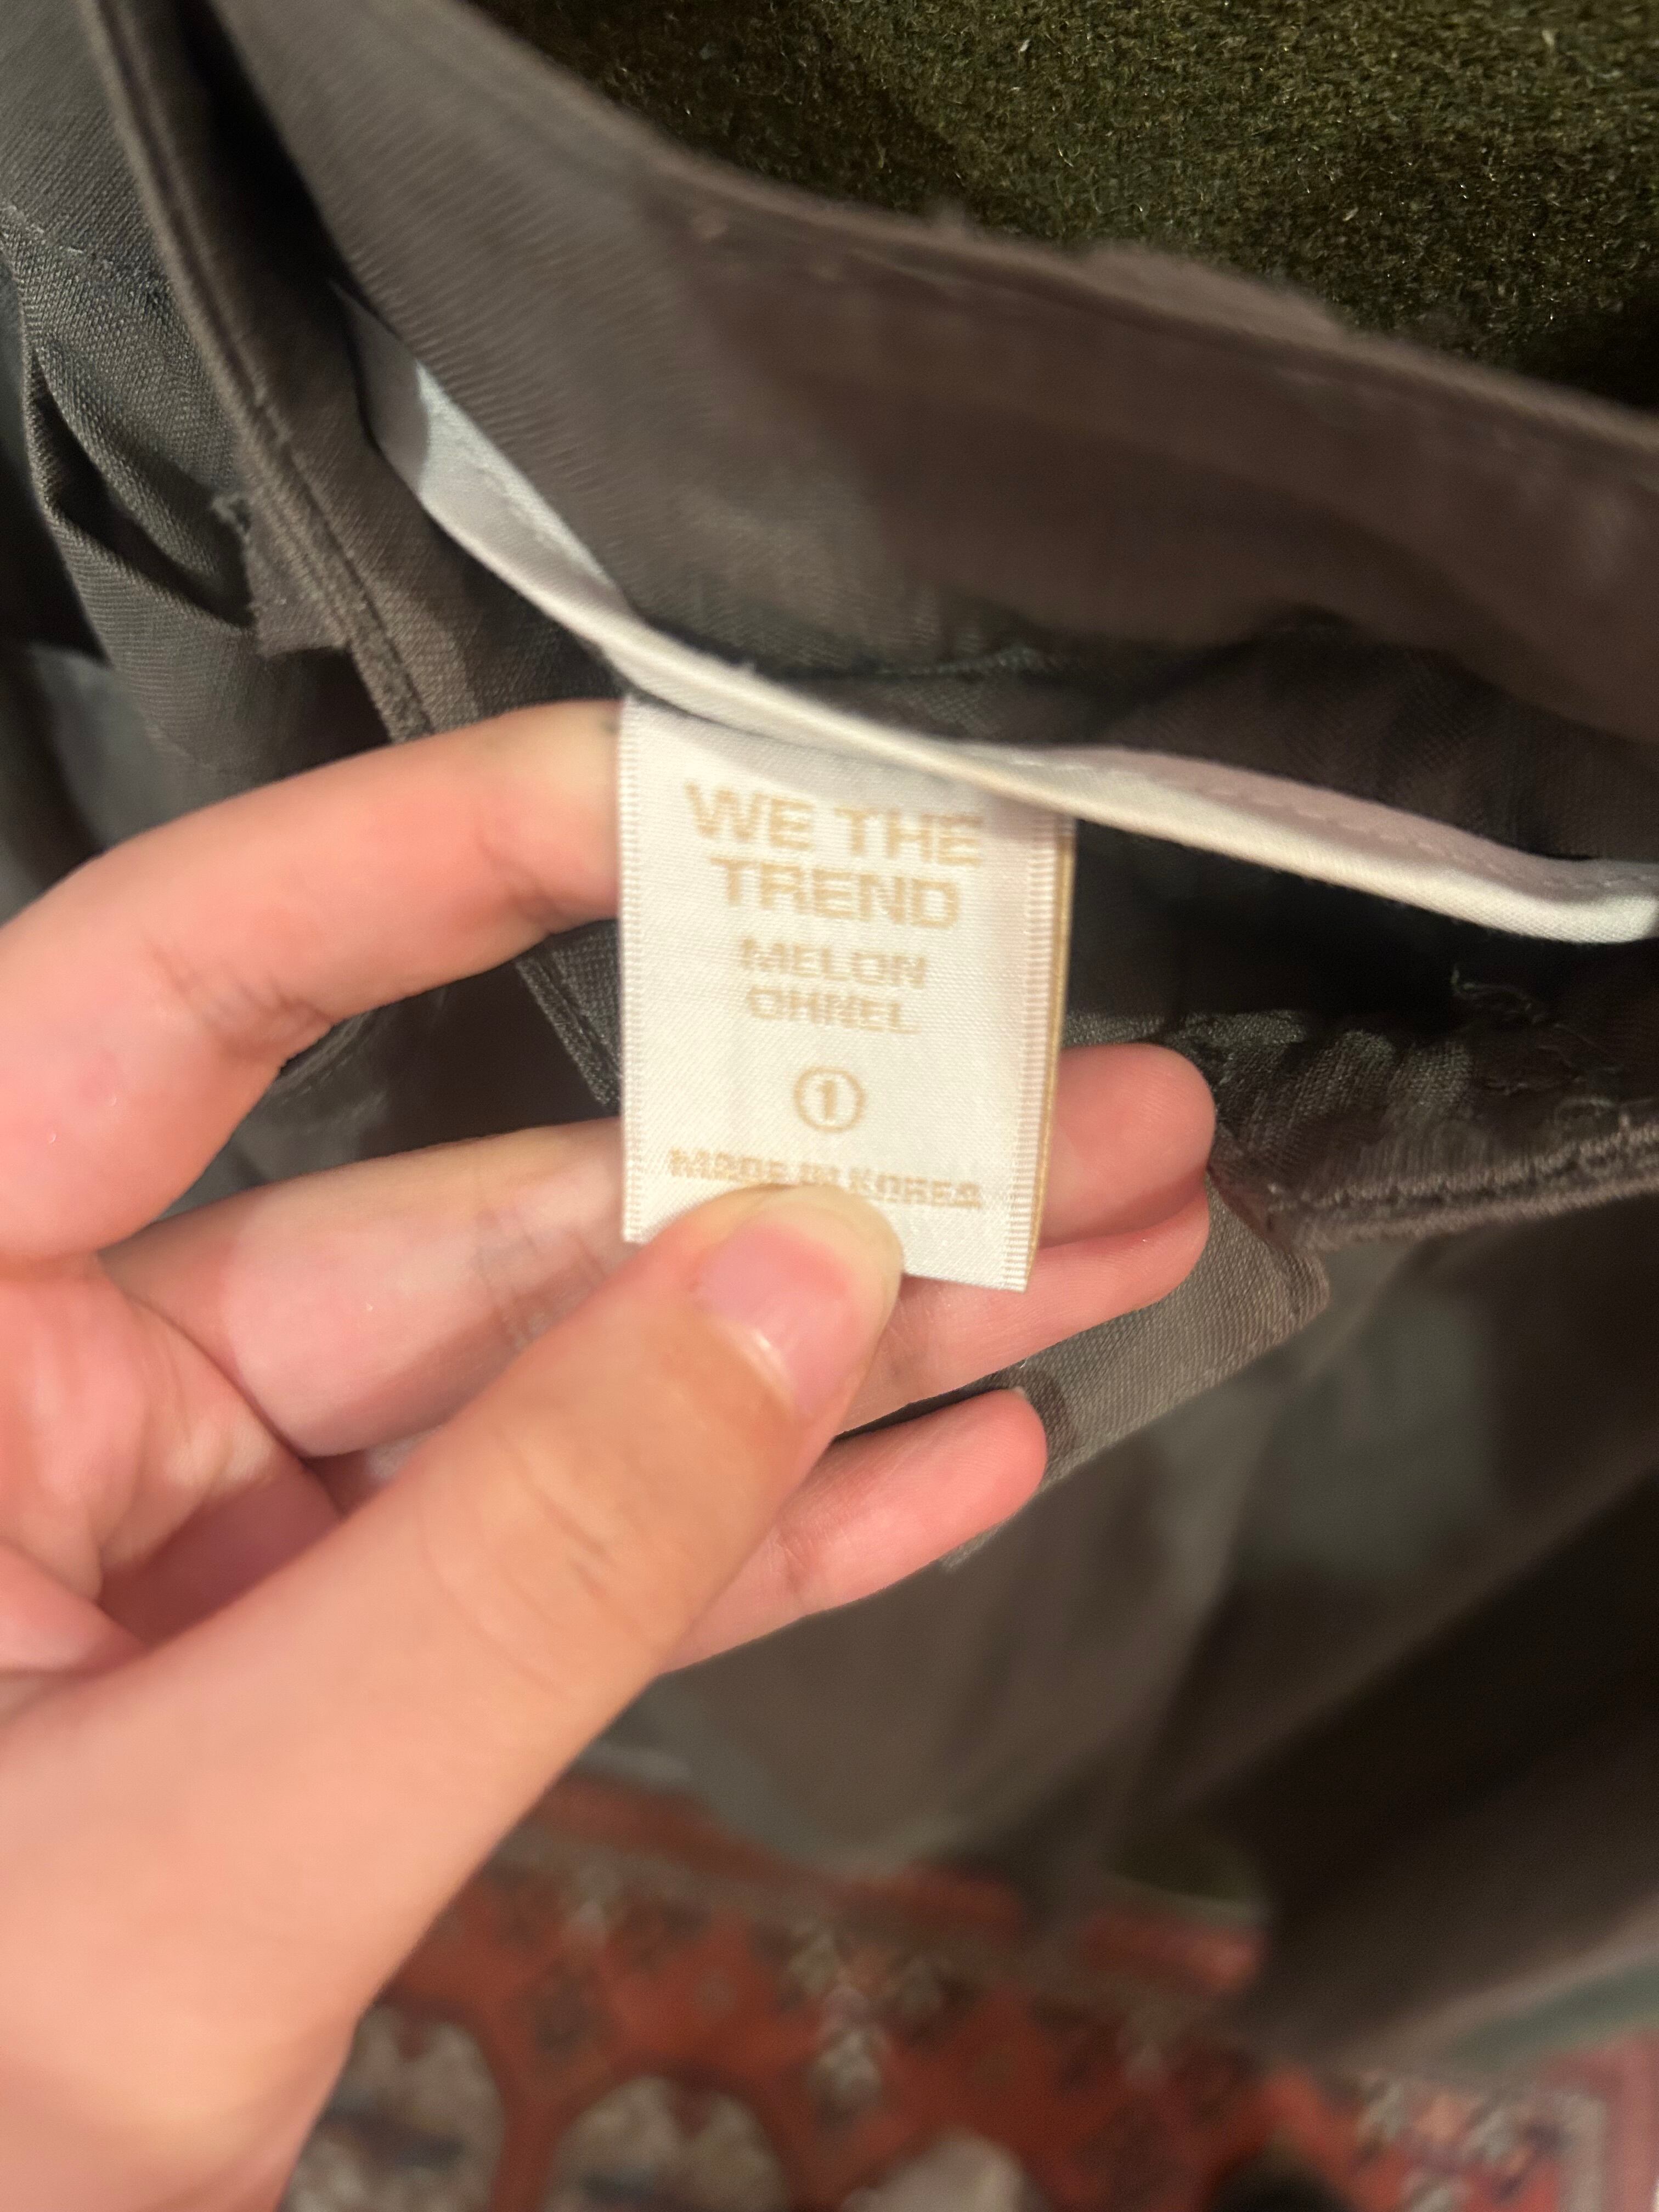 WE THE
TREND
MELON
OHNEL
①
MADE IN KOREA